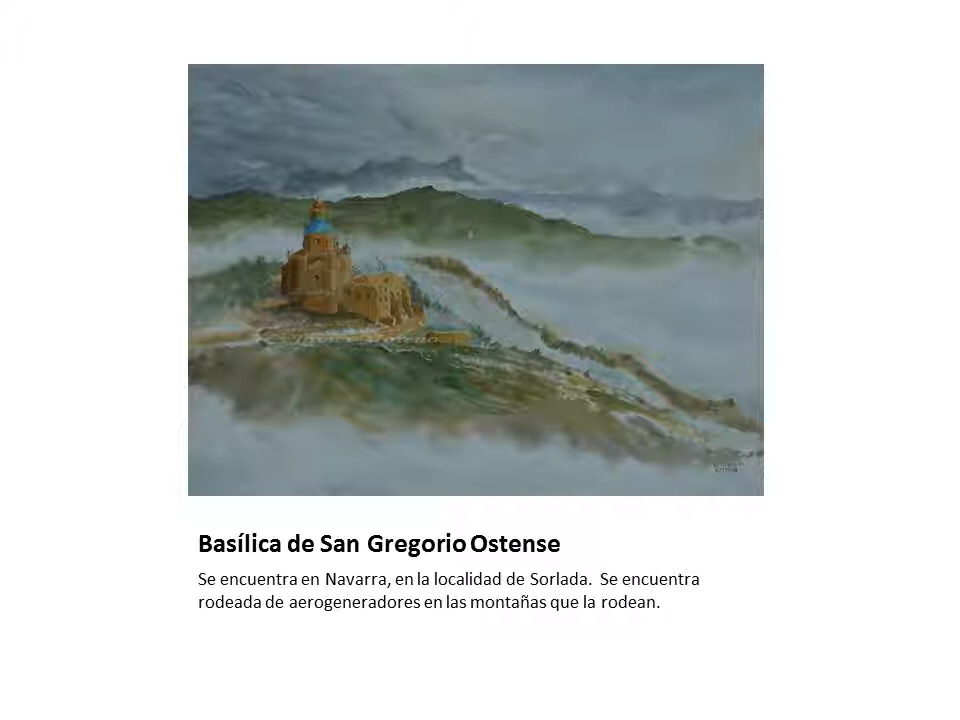 Basílica de San Gregorio Ostense
Se encuentra en Navarra, en la localidad de Sorlada. Se encuentra
rodeada de aerogeneradores en las montañas que la rodean.